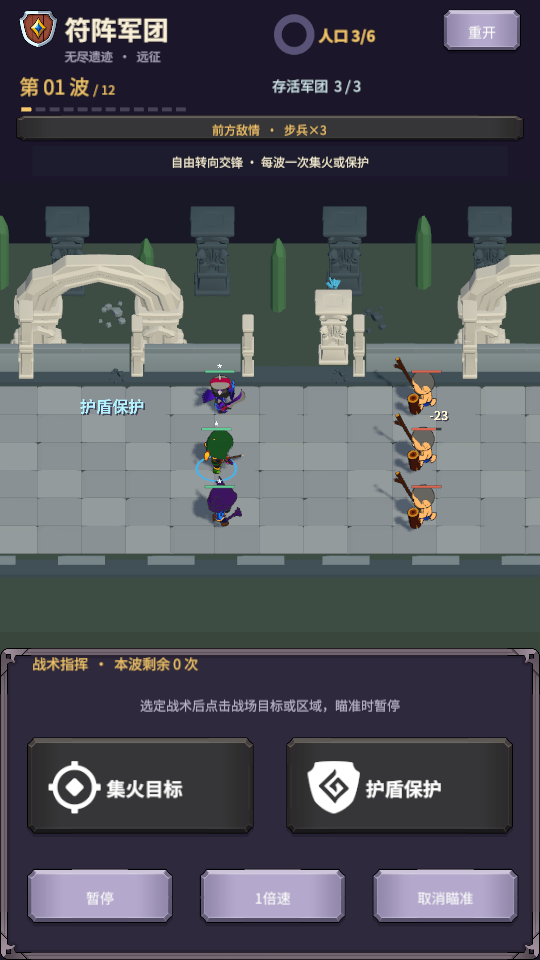 符阵军团
无尽遗迹 · 远征
人口 3/6
重开
第 01 波 / 12
存活军团 3 / 3
前方敌情 · 步兵×3
自由转向交锋 · 每波一次集火或保护
护盾保护
-23
战术指挥 · 本波剩余 0 次
选定战术后点击战场目标或区域，瞄准时暂停
集火目标
护盾保护
暂停
1倍速
取消瞄准